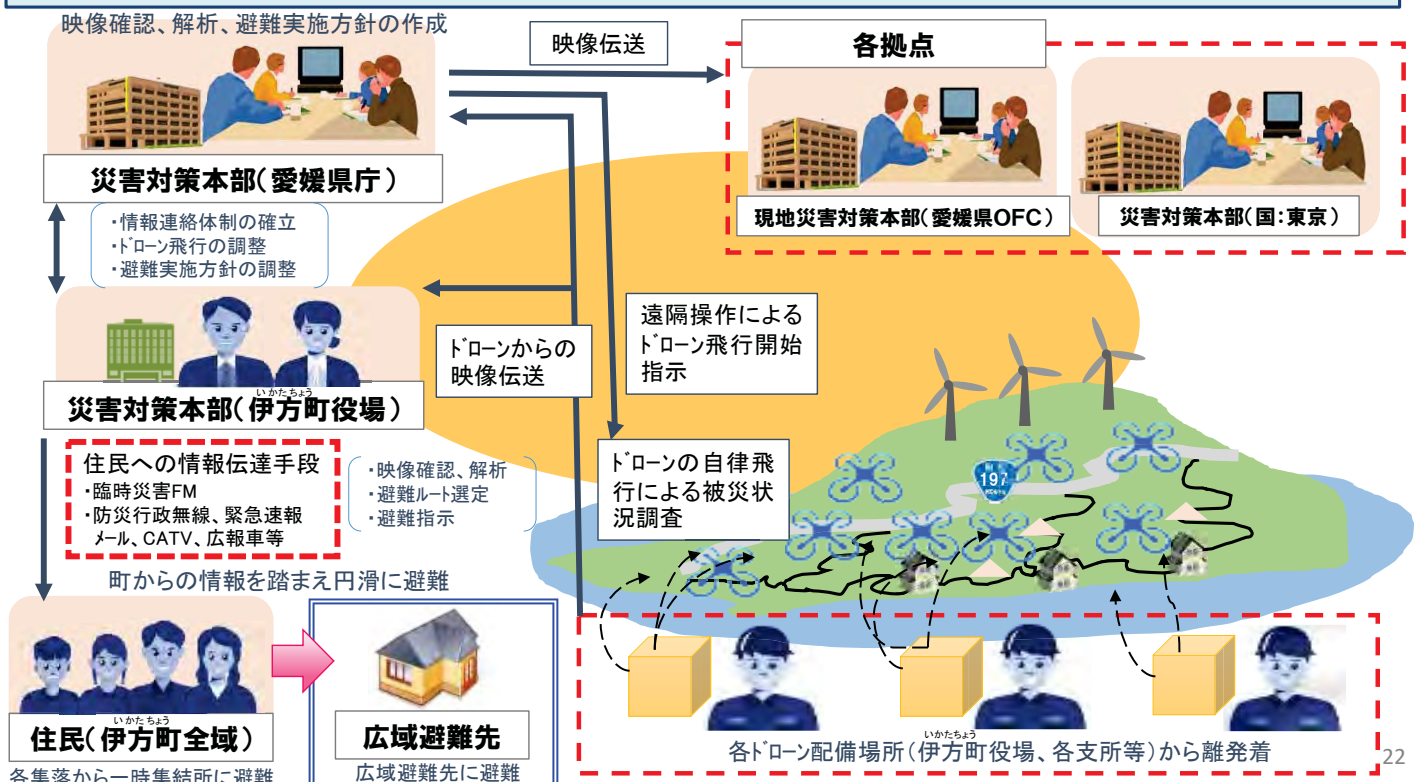 映像確認、解析、避難実施方針の作成
災害対策本部(愛媛県庁)
映像伝送
各拠点
現地災害対策本部(愛媛県OFC)
災害対策本部(国:東京)
・情報連絡体制の確立
・ドローン飛行の調整
・避難実施方針の調整
いかたちょう
災害対策本部(伊方町役場)
ドローンからの
映像伝送
遠隔操作による
ドローン飛行開始
指示
ドローンの自律飛
行による被災状
況調査
197
住民への情報伝達手段
・臨時災害FM
・防災行政無線、緊急速報
メール、CATV、広報車等
・映像確認、解析
・避難ルート選定
・避難指示
町からの情報を踏まえ円滑に避難
いかたちょう
住民(伊方町全域)
各集落から一時集結所に避難
広域避難先
広域避難先に避難
いかたちょう
各ドローン配備場所(伊方町役場、各支所等)から離発着
22